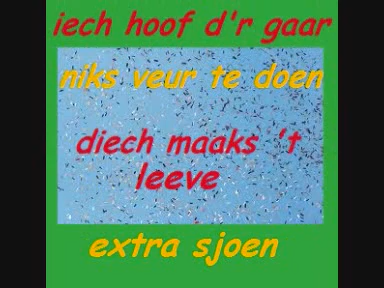 iech hoof d'r gaar
niks veur te doen
diech maaks 't
leeve
extra sjoen